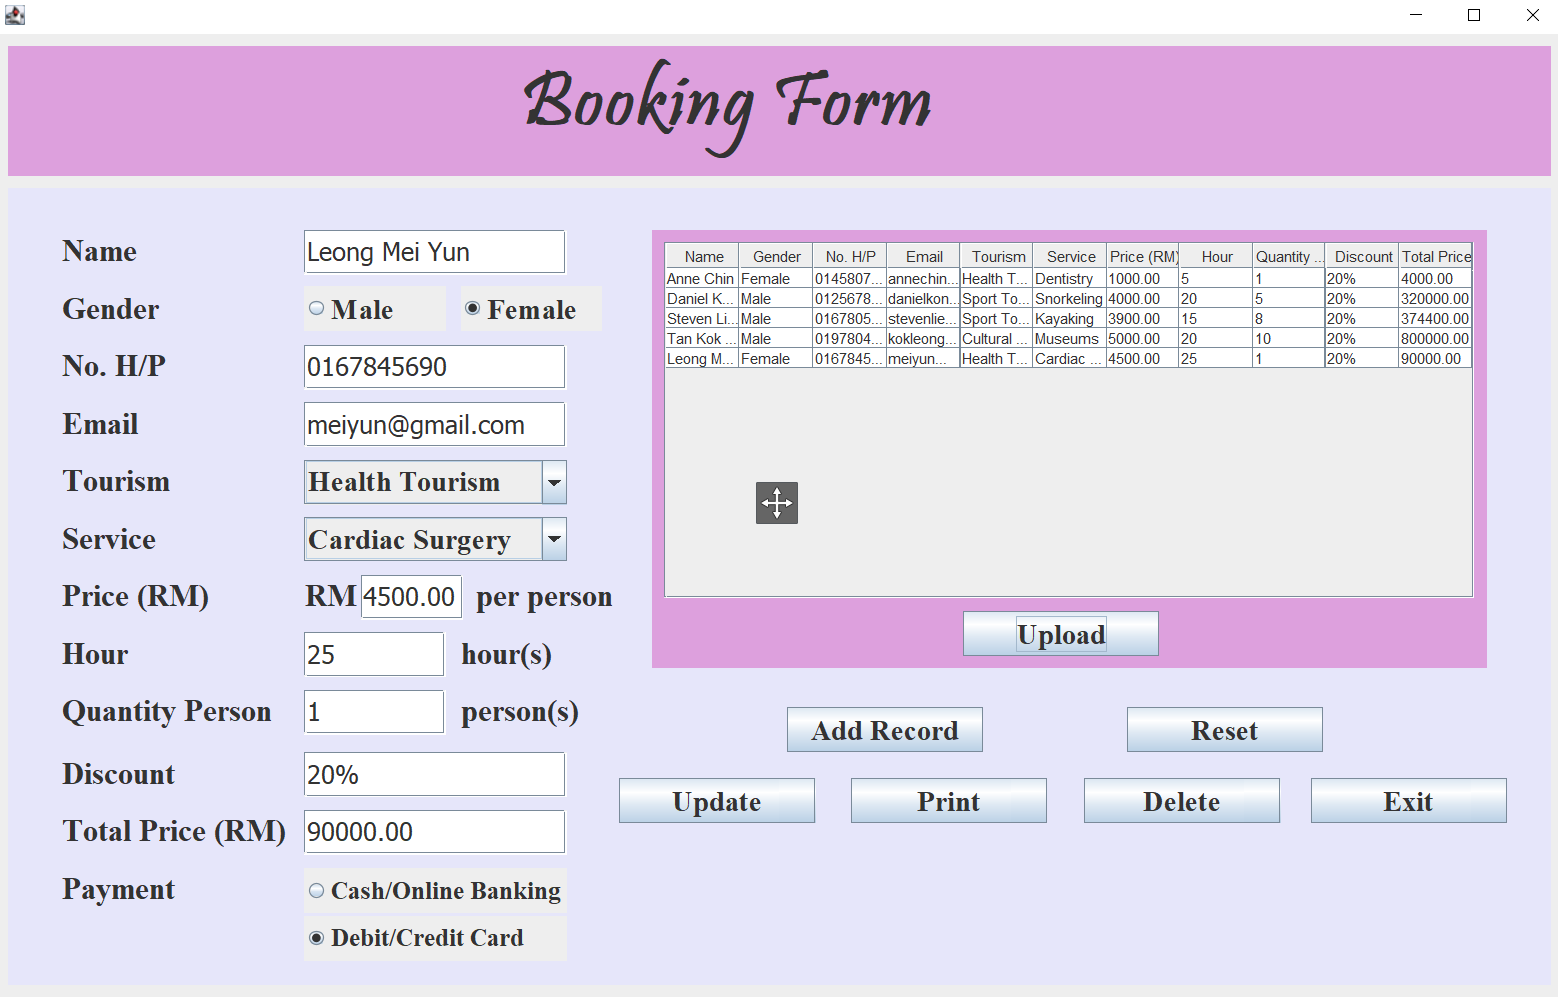 Booking Form
Name Leong Mei Yun
Gender Male Female
No. H/P 0167845690
Email meiyun@gmail.com
Tourism Health Tourism
Service Cardiac Surgery
Price (RM) RM 4500.00 per person
Hour 25 hour(s)
Quantity Person 1 person(s)
Discount 20%
Total Price (RM) 90000.00
Payment Cash/Online Banking
Debit/Credit Card
Name Gender No. H/P Email Tourism Service Price (RM) Hour Quantity ... Discount Total Price
Anne Chin Female 0145807... annechin... Health T... Dentistry 1000.00 5 1 20% 4000.00
Daniel K... Male 0125678... danielkon... Sport To... Snorkeling 4000.00 20 5 20% 320000.00
Steven Li... Male 0167805... stevenlie... Sport To... Kayaking 3900.00 15 8 20% 374400.00
Tan Kok ... Male 0197804... kokleong... Cultural ... Museums 5000.00 20 10 20% 800000.00
Leong M... Female 0167845... meiyun... Health T... Cardiac ... 4500.00 25 1 20% 90000.00
Upload
Add Record Reset
Update Print Delete Exit